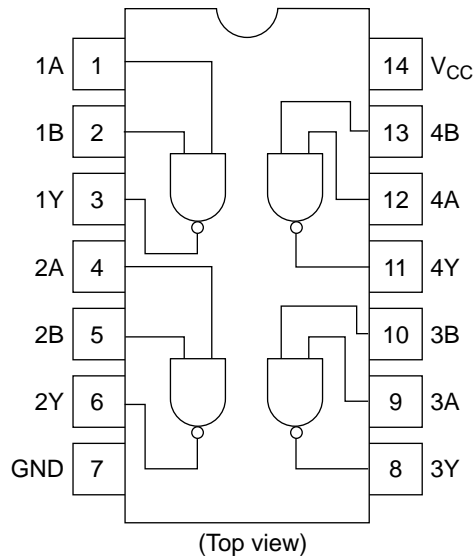 1A 1 14 VCC
1B 2 13 4B
1Y 3 12 4A
2A 4 11 4Y
2B 5 10 3B
2Y 6 9 3A
GND 7 8 3Y
(Top view)